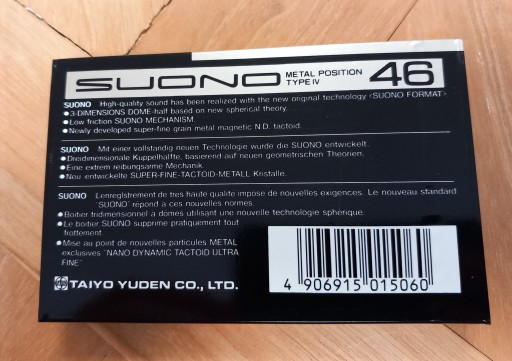 SUONO METAL POSITION TYPE IV 46
SUONO High-quality sound has been realized with the new original technology <SUONO FORMAT>
•3-DIMENSIONS DOME-half based on new spherical theory.
•Low friction SUONO MECHANISM.
•Newly developed super-fine grain metal magnetic N.D. tactoid.
SUONO Mit einer vollständig neuen Technologie wurde die SUONO entwickelt.
•Dreidimensionale Kuppelhälfte, basierend auf neuen geometrischen Theorien.
•Eine extrem reibungsarme Mechanik.
•Neu entwickelte SUPER-FINE-TACTOID-METALL Kristalle.
SUONO L'enregistrement de tres haute qualite impose de nouvelles exigences. Le nouveau standard
"SUONO" répond a ces nouvelles normes.
•Boitier tridimensionnel a domes utilisant une nouvelle technologie spherique.
•Le boitier SUONO supprime pratiquement tout
frottement.
•Mise au point de nouvelles particules METAL
exclusives "NANO DYNAMIC TACTOID ULTRA
FINE"
TAIYO YUDEN CO., LTD.
4 906915 015060